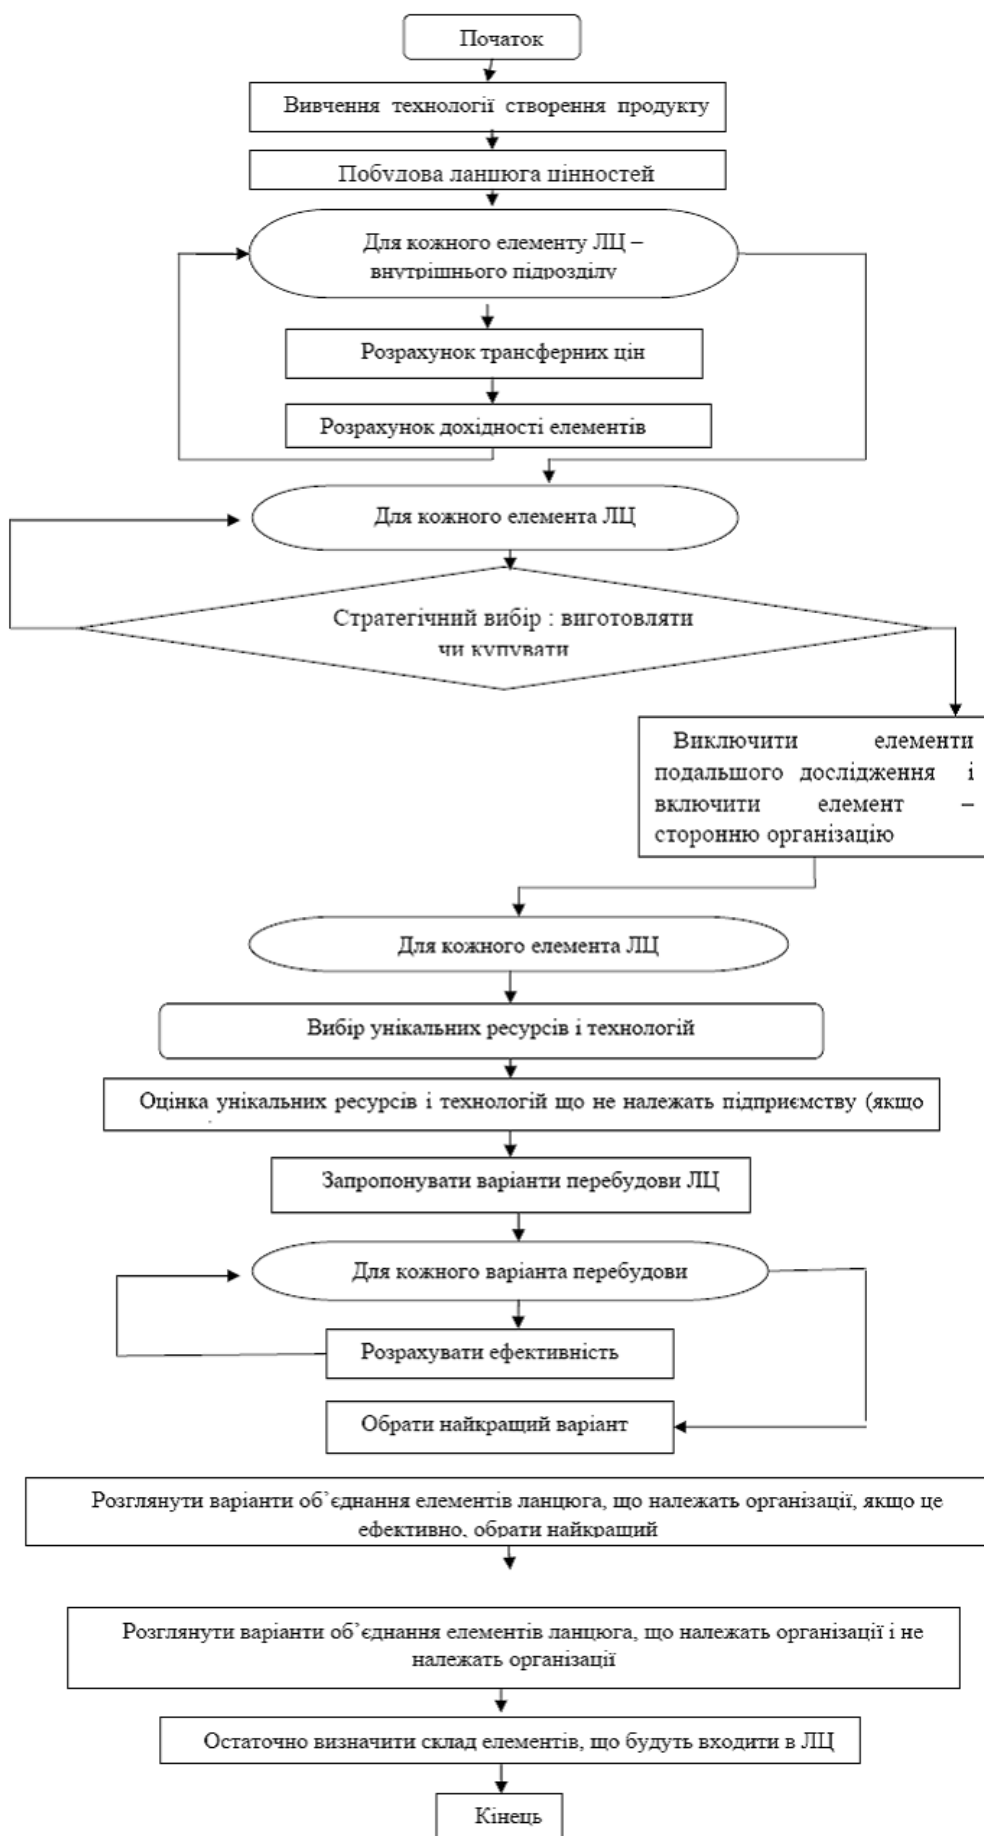 Початок
Вивчення технології створення продукту
Побудова ланцюга цінностей
Для кожного елементу ЛЦ –
внутрішнього підрозділу
Розрахунок трансферних цін
Розрахунок дохідності елементів
Для кожного елемента ЛЦ
Стратегічний вибір : виготовляти
чи купувати
Виключити елементи
подальшого дослідження і
включити елемент –
сторонню організацію
Для кожного елемента ЛЦ
Вибір унікальних ресурсів і технологій
Оцінка унікальних ресурсів і технологій що не належать підприємству (якщо
Запропонувати варіанти перебудови ЛЦ
Для кожного варіанта перебудови
Розрахувати ефективність
Обрати найкращий варіант
Розглянути варіанти об’єднання елементів ланцюга, що належать організації, якщо це
ефективно, обрати найкращий
Розглянути варіанти об’єднання елементів ланцюга, що належать організації і не
належать організації
Остаточно визначити склад елементів, що будуть входити в ЛЦ
Кінець